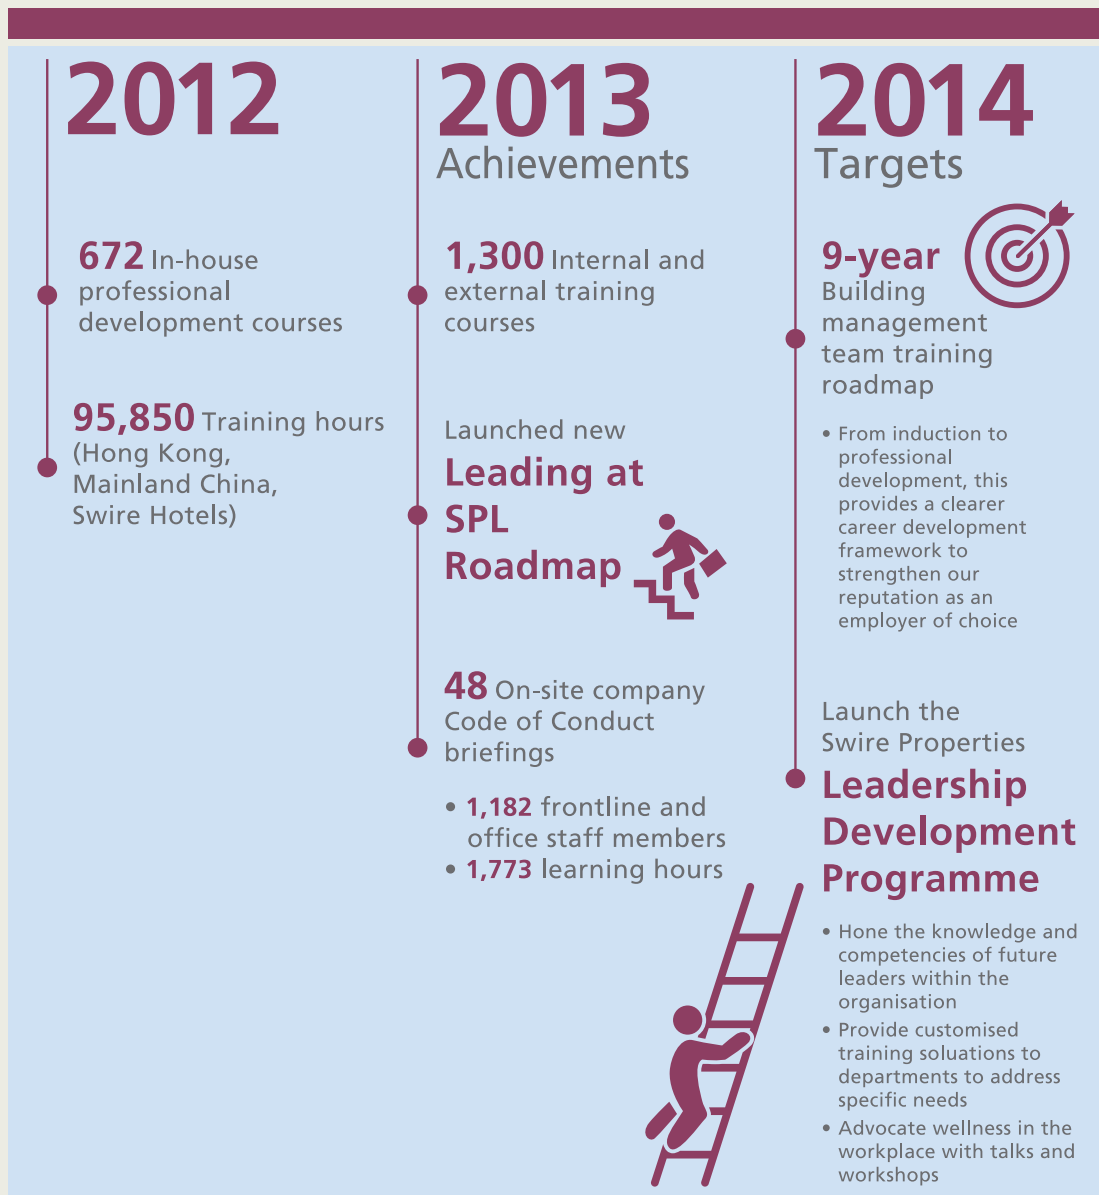 2012
672 In-house
professional
development courses
95,850 Training hours
(Hong Kong,
Mainland China,
Swire Hotels)
2013
Achievements
1,300 Internal and
external training
courses
Launched new
Leading at
SPL
Roadmap
48 On-site company
Code of Conduct
briefings
• 1,182 frontline and
office staff members
• 1,773 learning hours
2014
Targets
9-year
Building
management
team training
roadmap
• From induction to
professional
development, this
provides a clearer
career development
framework to
strengthen our
reputation as an
employer of choice
Launch the
Swire Properties
Leadership
Development
Programme
• Hone the knowledge and
competencies of future
leaders within the
organisation
• Provide customised
training soluations to
departments to address
specific needs
• Advocate wellness in the
workplace with talks and
workshops